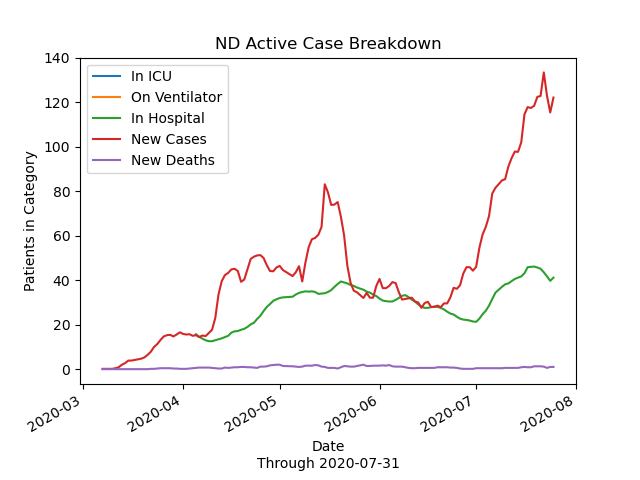 ND Active Case Breakdown
Patients in Category
140
120
100
80
60
40
20
0
In ICU
On Ventilator
In Hospital
New Cases
New Deaths
2020-03
2020-04
2020-05
2020-06
2020-07
2020-08
Date
Through 2020-07-31